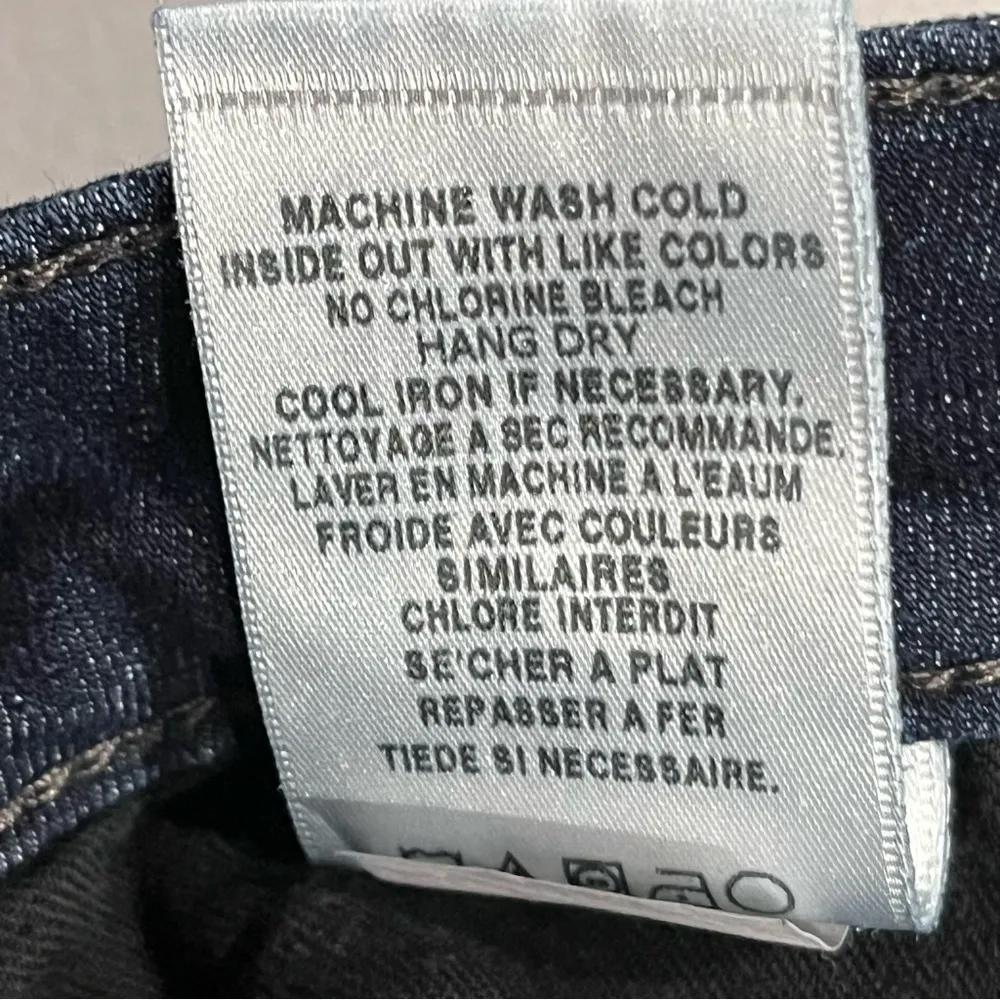 MACHINE WASH COLD
INSIDE OUT WITH LIKE COLORS
NO CHLORINE BLEACH
HANG DRY
COOL IRON IF NECESSARY.
NETTOYAGE A SEC RECOMMANDE.
LAVER EN MACHINE A L'EAUM
FROIDE AVEC COULEURS
SIMILAIRES
CHLORE INTERDIT
SE'CHER A PLAT
REPASSER A FER
TIEDE SI NECESSAIRE.